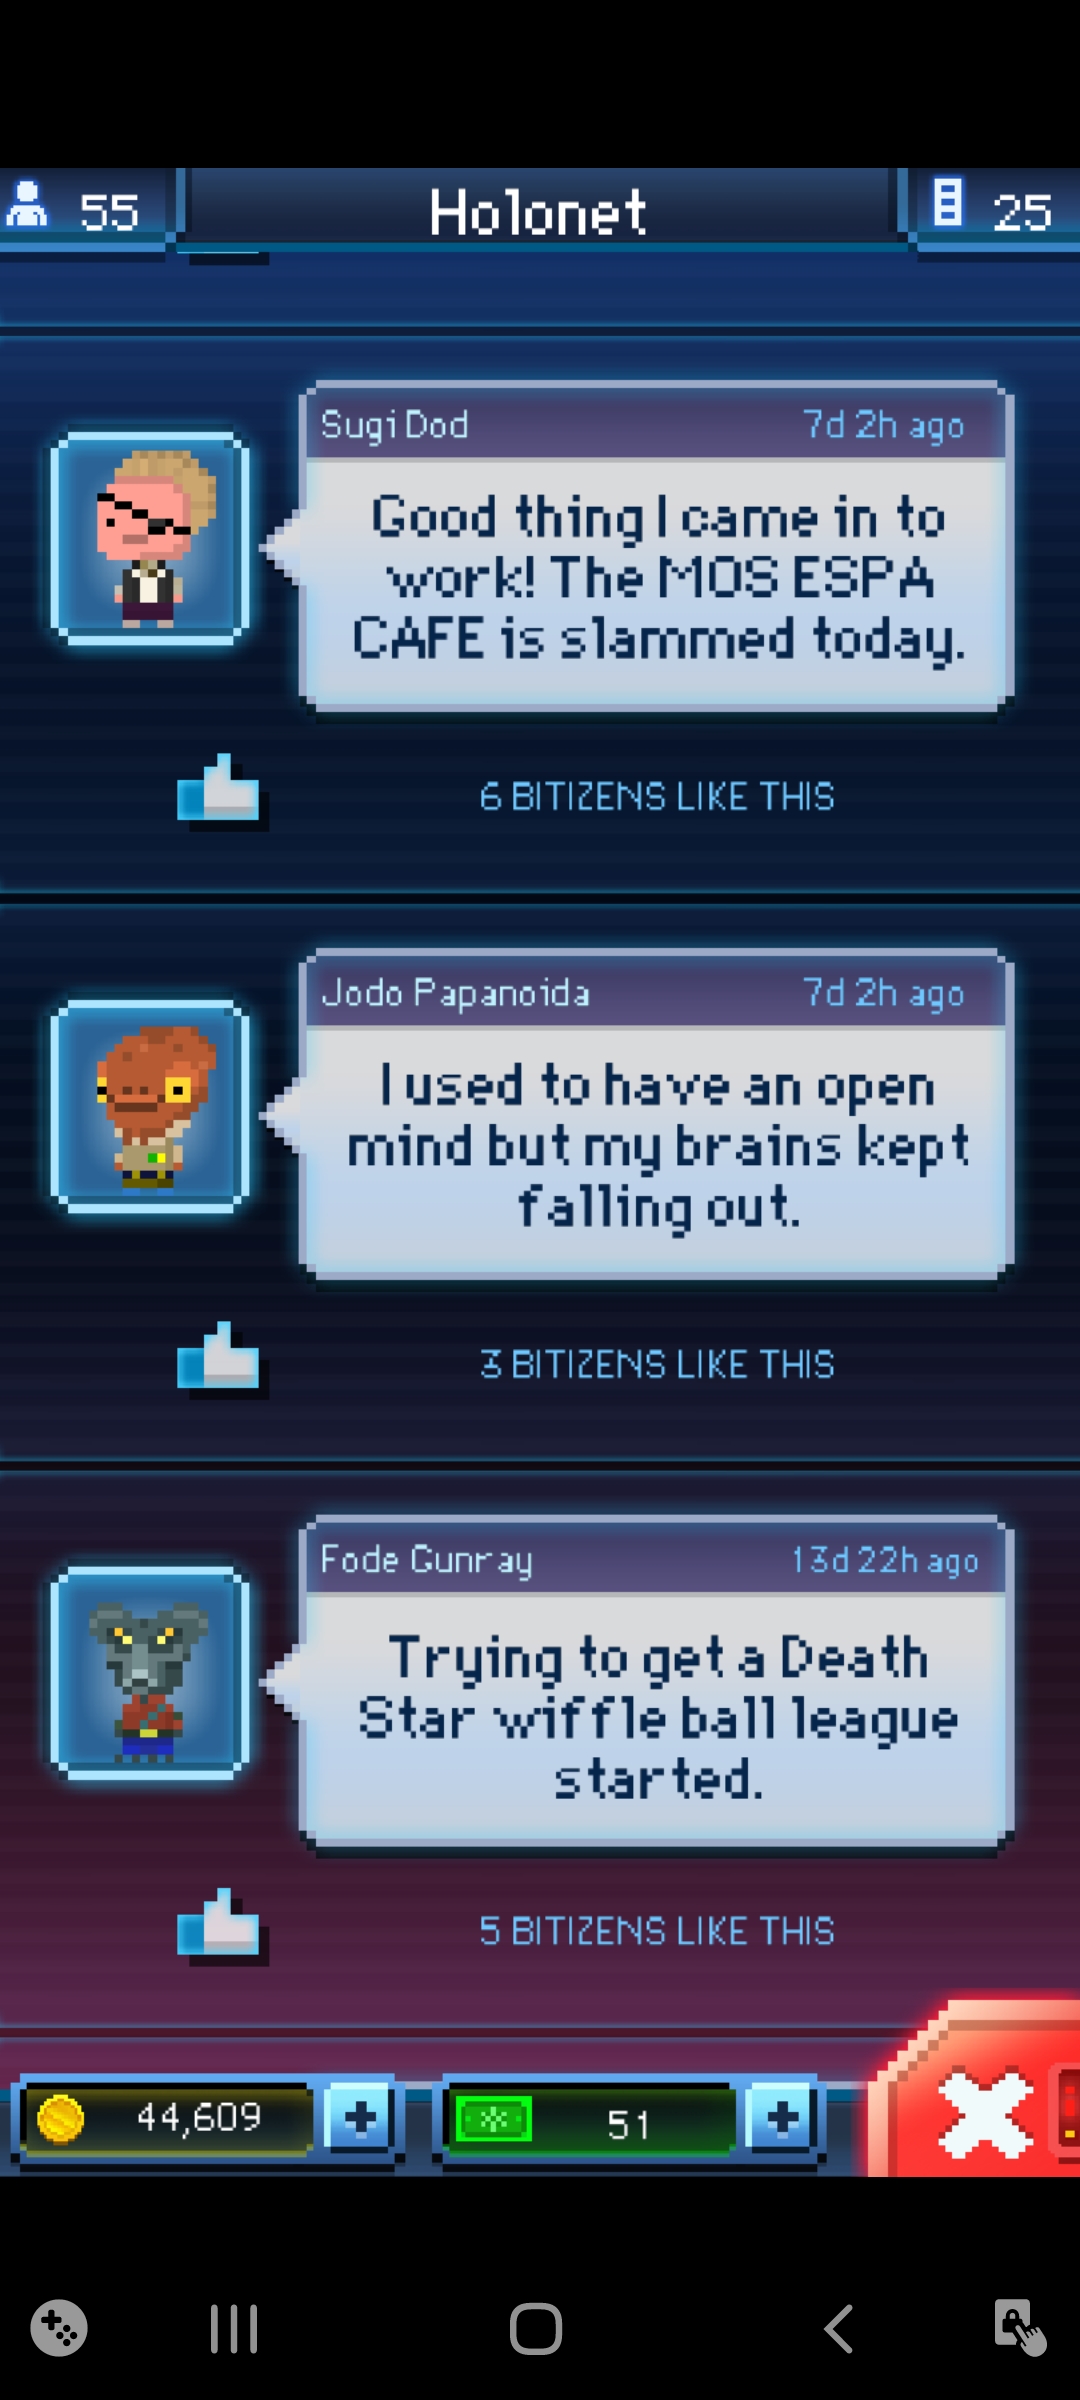 55
Holonet
25
Sugi Dod
7d 2h ago
Good thing I came in to
work! The MOS ESPA
CAFE is slammed today.
6 BITIZENS LIKE THIS
Jodo Papanoida
7d 2h ago
I used to have an open
mind but my brains kept
falling out.
3 BITIZENS LIKE THIS
Fode Gunray
13d 22h ago
Trying to get a Death
Star wiffle ball league
started.
5 BITIZENS LIKE THIS
44,609
51